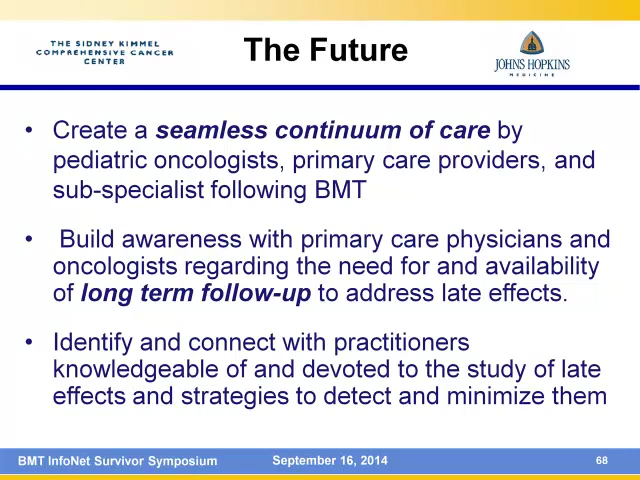 THE SIDNEY KIMMEL
COMPREHENSIVE CANCER
CENTER
The Future
JOHNS HOPKINS
MEDICINE
• Create a seamless continuum of care by
pediatric oncologists, primary care providers, and
sub-specialist following BMT
• Build awareness with primary care physicians and
oncologists regarding the need for and availability
of long term follow-up to address late effects.
• Identify and connect with practitioners
knowledgeable of and devoted to the study of late
effects and strategies to detect and minimize them
BMT InfoNet Survivor Symposium
September 16, 2014
68